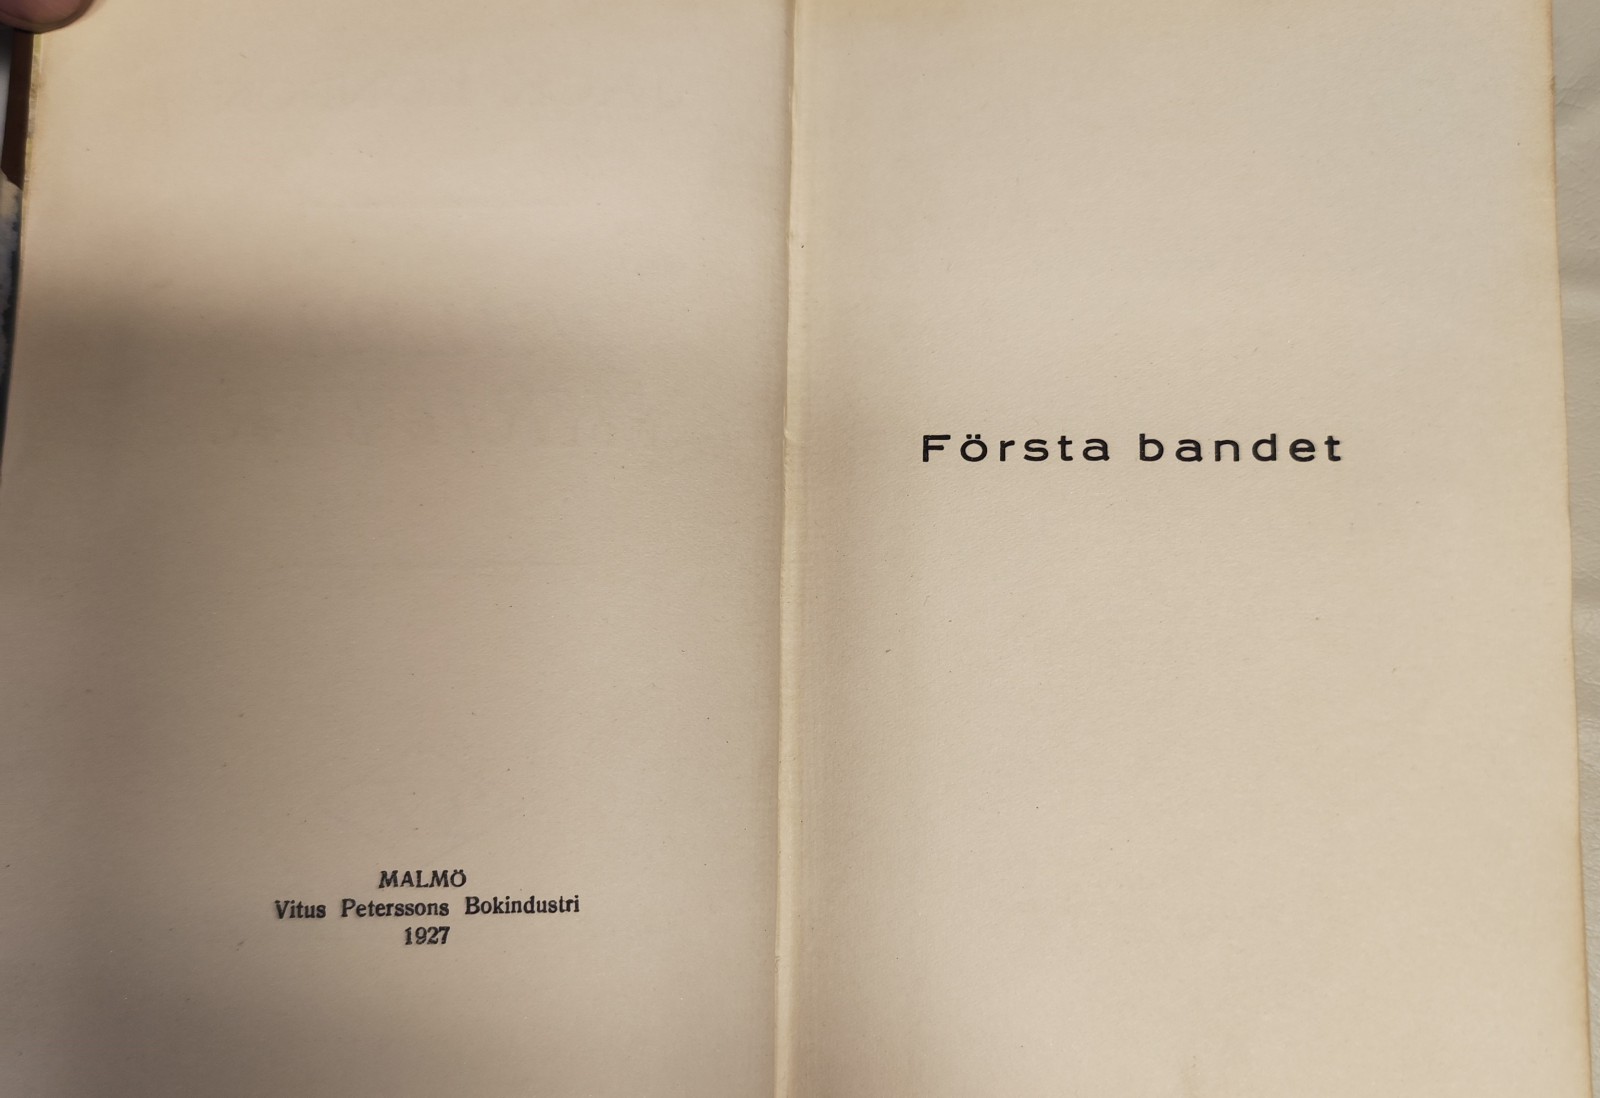 MALMÖ
Vitus Peterssons Bokindustri
1927
Första bandet